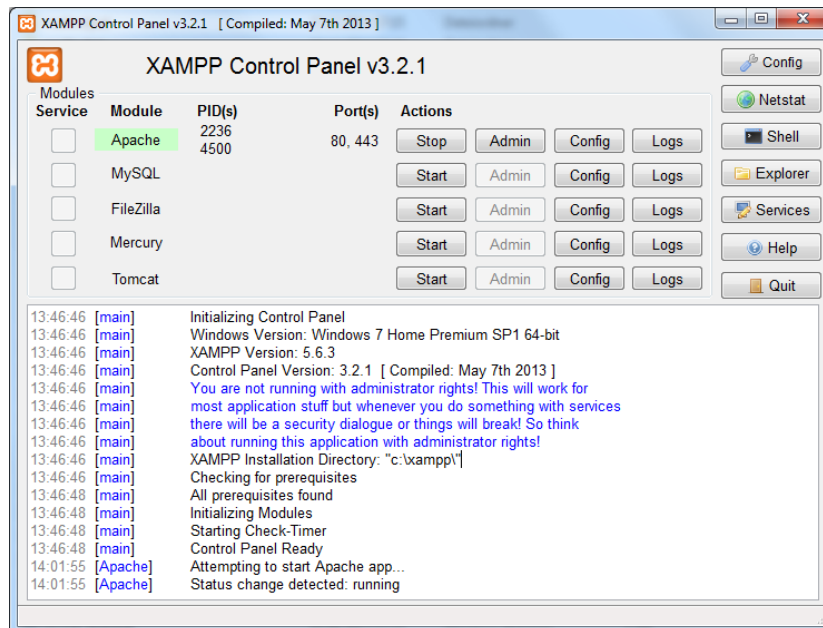 XAMPP Control Panel v3.2.1 [ Compiled: May 7th 2013 ]
XAMPP Control Panel v3.2.1
Config
Modules
Service Module PID(s) Port(s) Actions
Netstat
Apache 2236 4500 80, 443 Stop Admin Config Logs
Shell
MySQL Start Admin Config Logs
Explorer
FileZilla Start Admin Config Logs
Services
Mercury Start Admin Config Logs
Help
Tomcat Start Admin Config Logs
Quit
13:46:46 [main] Initializing Control Panel
13:46:46 [main] Windows Version: Windows 7 Home Premium SP1 64-bit
13:46:46 [main] XAMPP Version: 5.6.3
13:46:46 [main] Control Panel Version: 3.2.1 [ Compiled: May 7th 2013 ]
13:46:46 [main] You are not running with administrator rights! This will work for
13:46:46 [main] most application stuff but whenever you do something with services
13:46:46 [main] there will be a security dialogue or things will break! So think
13:46:46 [main] about running this application with administrator rights!
13:46:46 [main] XAMPP Installation Directory: "c:\xampp\"
13:46:46 [main] Checking for prerequisites
13:46:48 [main] All prerequisites found
13:46:48 [main] Initializing Modules
13:46:48 [main] Starting Check-Timer
13:46:48 [main] Control Panel Ready
14:01:55 [Apache] Attempting to start Apache app...
14:01:55 [Apache] Status change detected: running